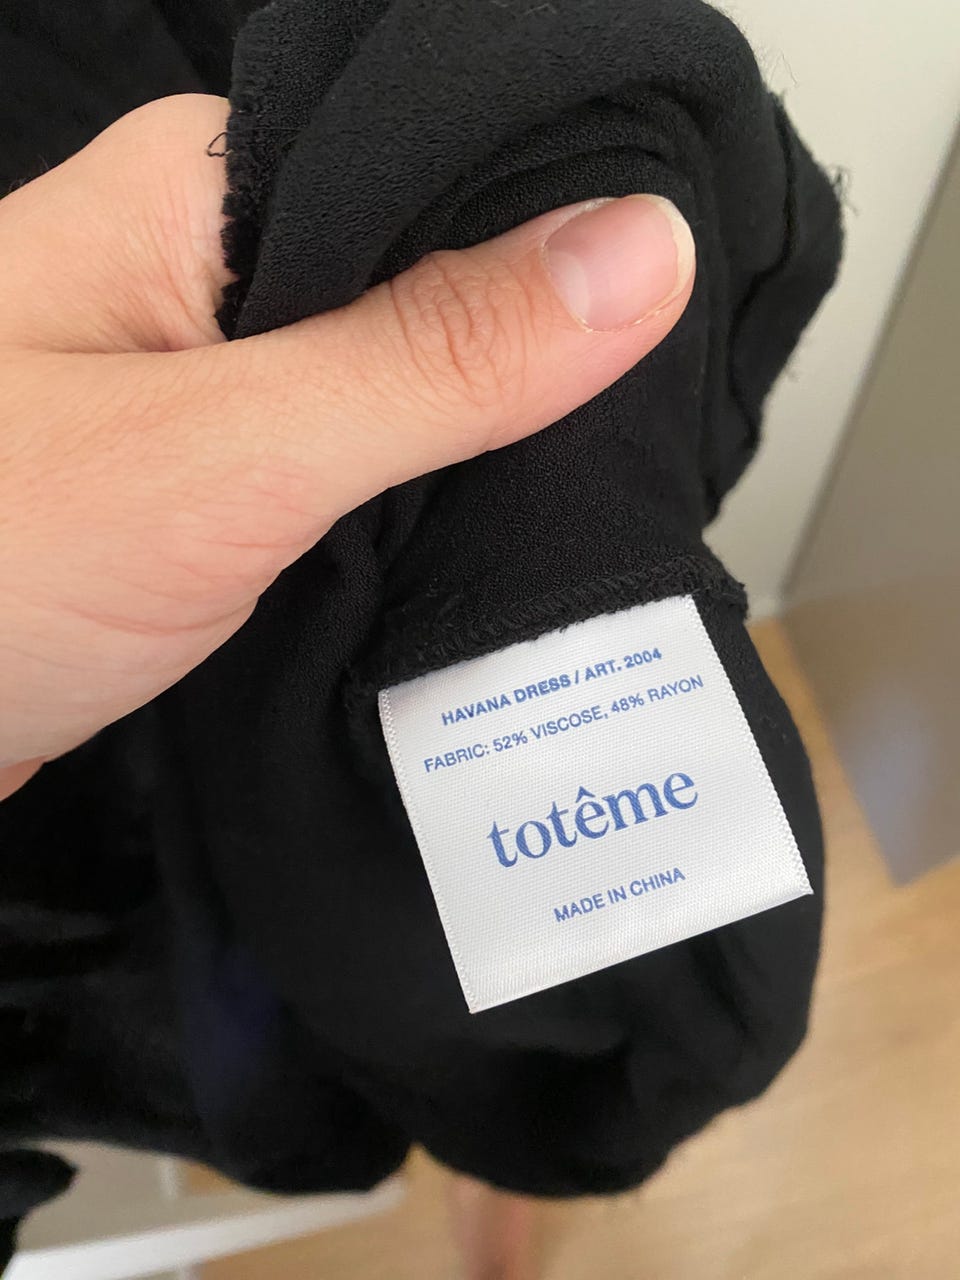 HAVANA DRESS / ART. 2004
FABRIC: 52% VISCOSE, 48% RAYON
totême
MADE IN CHINA